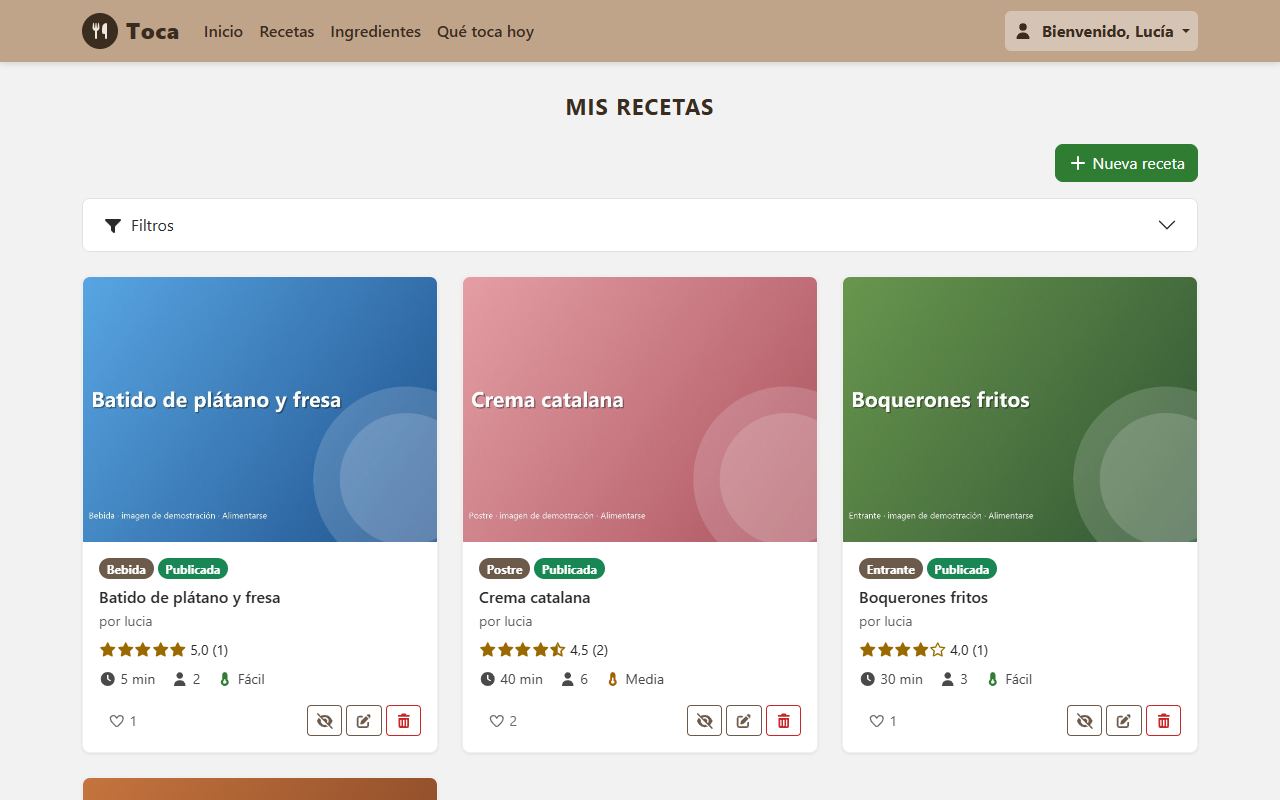 Toca Inicio Recetas Ingredientes Qué toca hoy Bienvenido, Lucía
MIS RECETAS
Nueva receta
Filtros
Batido de plátano y fresa
Bebida · imagen de demostración · Alimentarse
Bebida Publicada
Batido de plátano y fresa
por lucia
5,0 (1)
5 min 2 Fácil
1
Crema catalana
Postre · imagen de demostración · Alimentarse
Postre Publicada
Crema catalana
por lucia
4,5 (2)
40 min 6 Media
2
Boquerones fritos
Entrante · imagen de demostración · Alimentarse
Entrante Publicada
Boquerones fritos
por lucia
4,0 (1)
30 min 3 Fácil
1